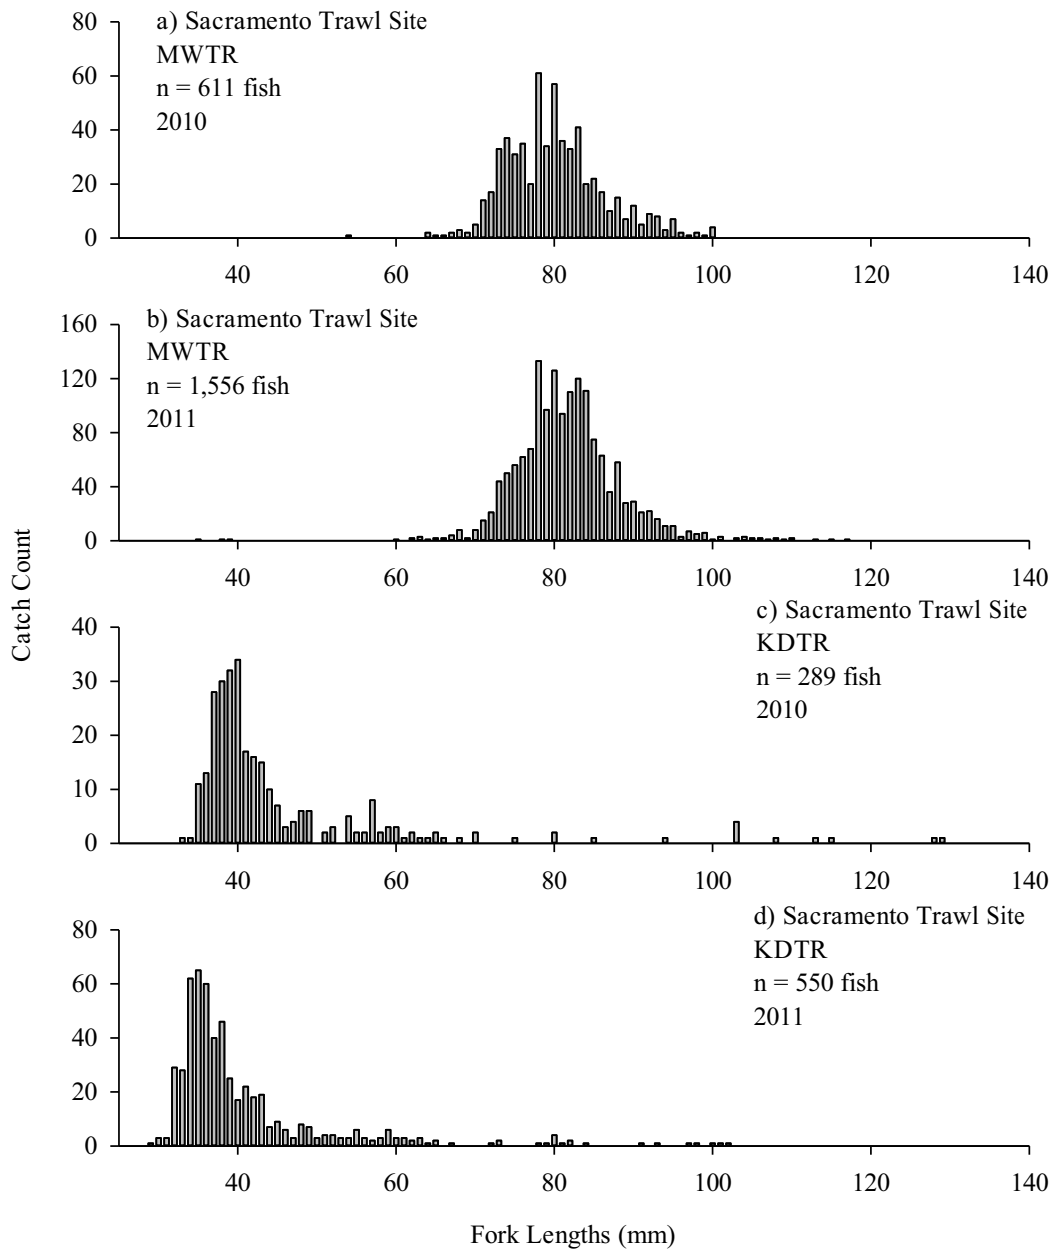 80
60
40
20
0
a) Sacramento Trawl Site
MWTR
n = 611 fish
2010
40 60 80 100 120 140
160
120
80
40
0
b) Sacramento Trawl Site
MWTR
n = 1,556 fish
2011
40 60 80 100 120 140
Catch Count
40
30
20
10
0
c) Sacramento Trawl Site
KDTR
n = 289 fish
2010
40 60 80 100 120 140
80
60
40
20
0
d) Sacramento Trawl Site
KDTR
n = 550 fish
2011
40 60 80 100 120 140
Fork Lengths (mm)